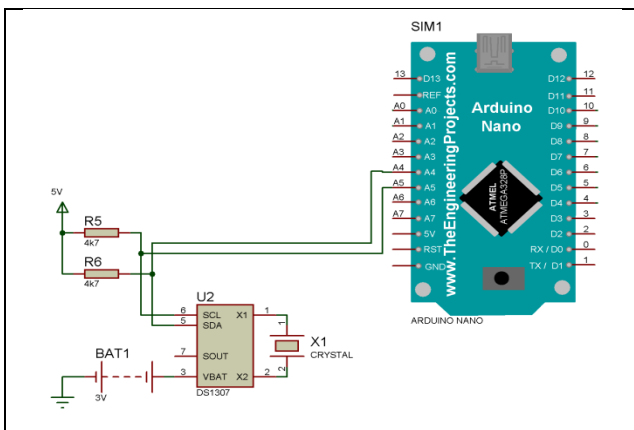 SIM1
13 D13
REF
A0 A0
A1 A1
A2 A2
A3 A3
A4 A4
A5 A5
A6 A6
A7 A7
5V
RST
GND
www.TheEngineeringProjects.com
Arduino
Nano
ATMEL
ATMEGA328P
D12 12
D11 11
D10 10
D9 9
D8 8
D7 7
D6 6
D5 5
D4 4
D3 3
D2 2
RX / D0 0
TX / D1 1
ARDUINO NANO
5V
R5
4k7
R6
4k7
U2
6 SCL X1 1
5 SDA
7 SOUT
3 VBAT X2 2
DS1307
1
X1
CRYSTAL
2
BAT1
3V